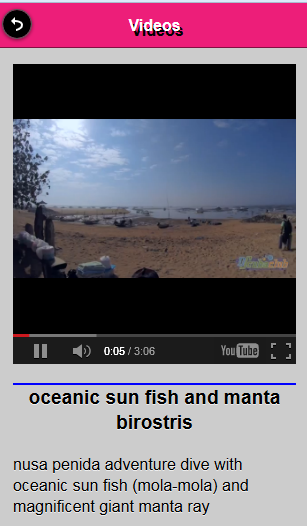 Videos
0:05 / 3:06
YouTube
oceanic sun fish and manta
birostris
nusa penida adventure dive with
oceanic sun fish (mola-mola) and
magnificent giant manta ray